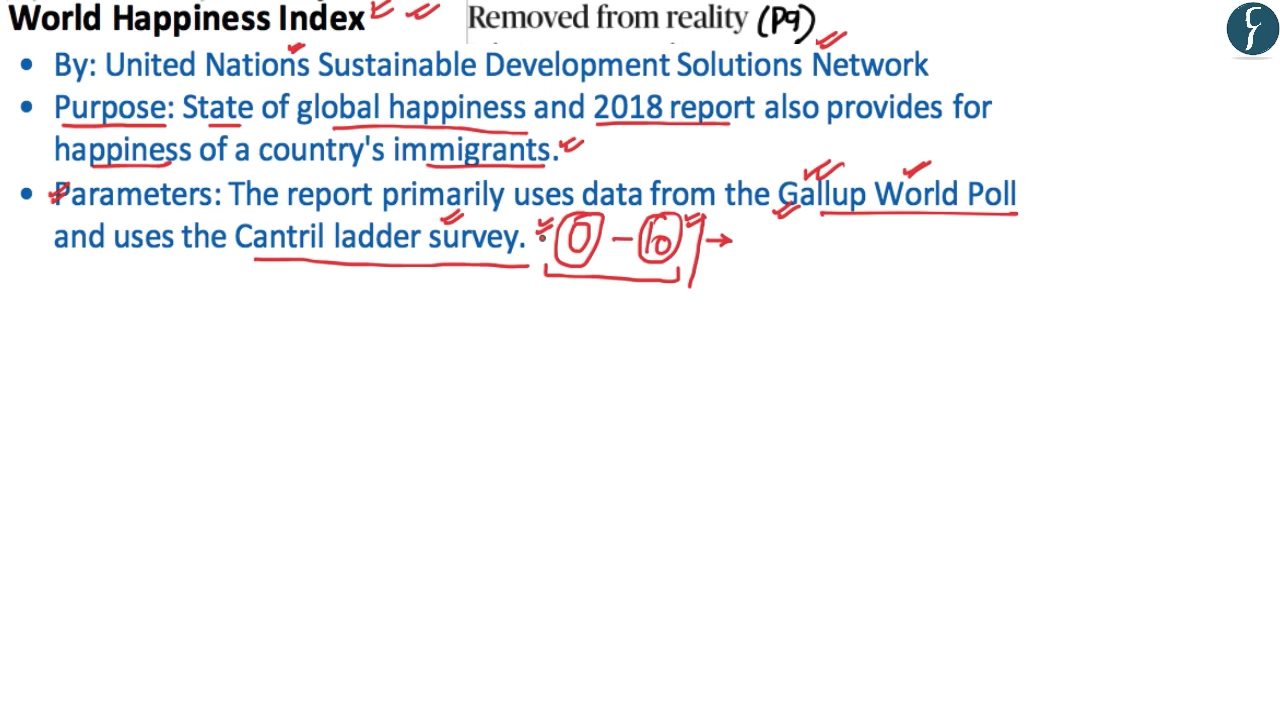 World Happiness Index Removed from reality (P9)
• By: United Nations Sustainable Development Solutions Network
• Purpose: State of global happiness and 2018 report also provides for
happiness of a country's immigrants.
• Parameters: The report primarily uses data from the Gallup World Poll
and uses the Cantril ladder survey. 0 – 10 →